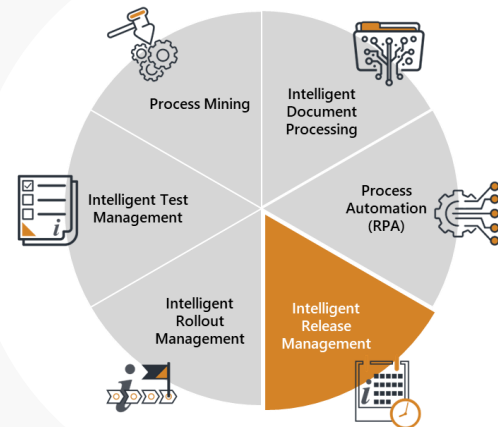 Process Mining
Intelligent
Document
Processing
Intelligent Test
Management
Process
Automation
(RPA)
Intelligent
Rollout
Management
Intelligent
Release
Management
i
i
i